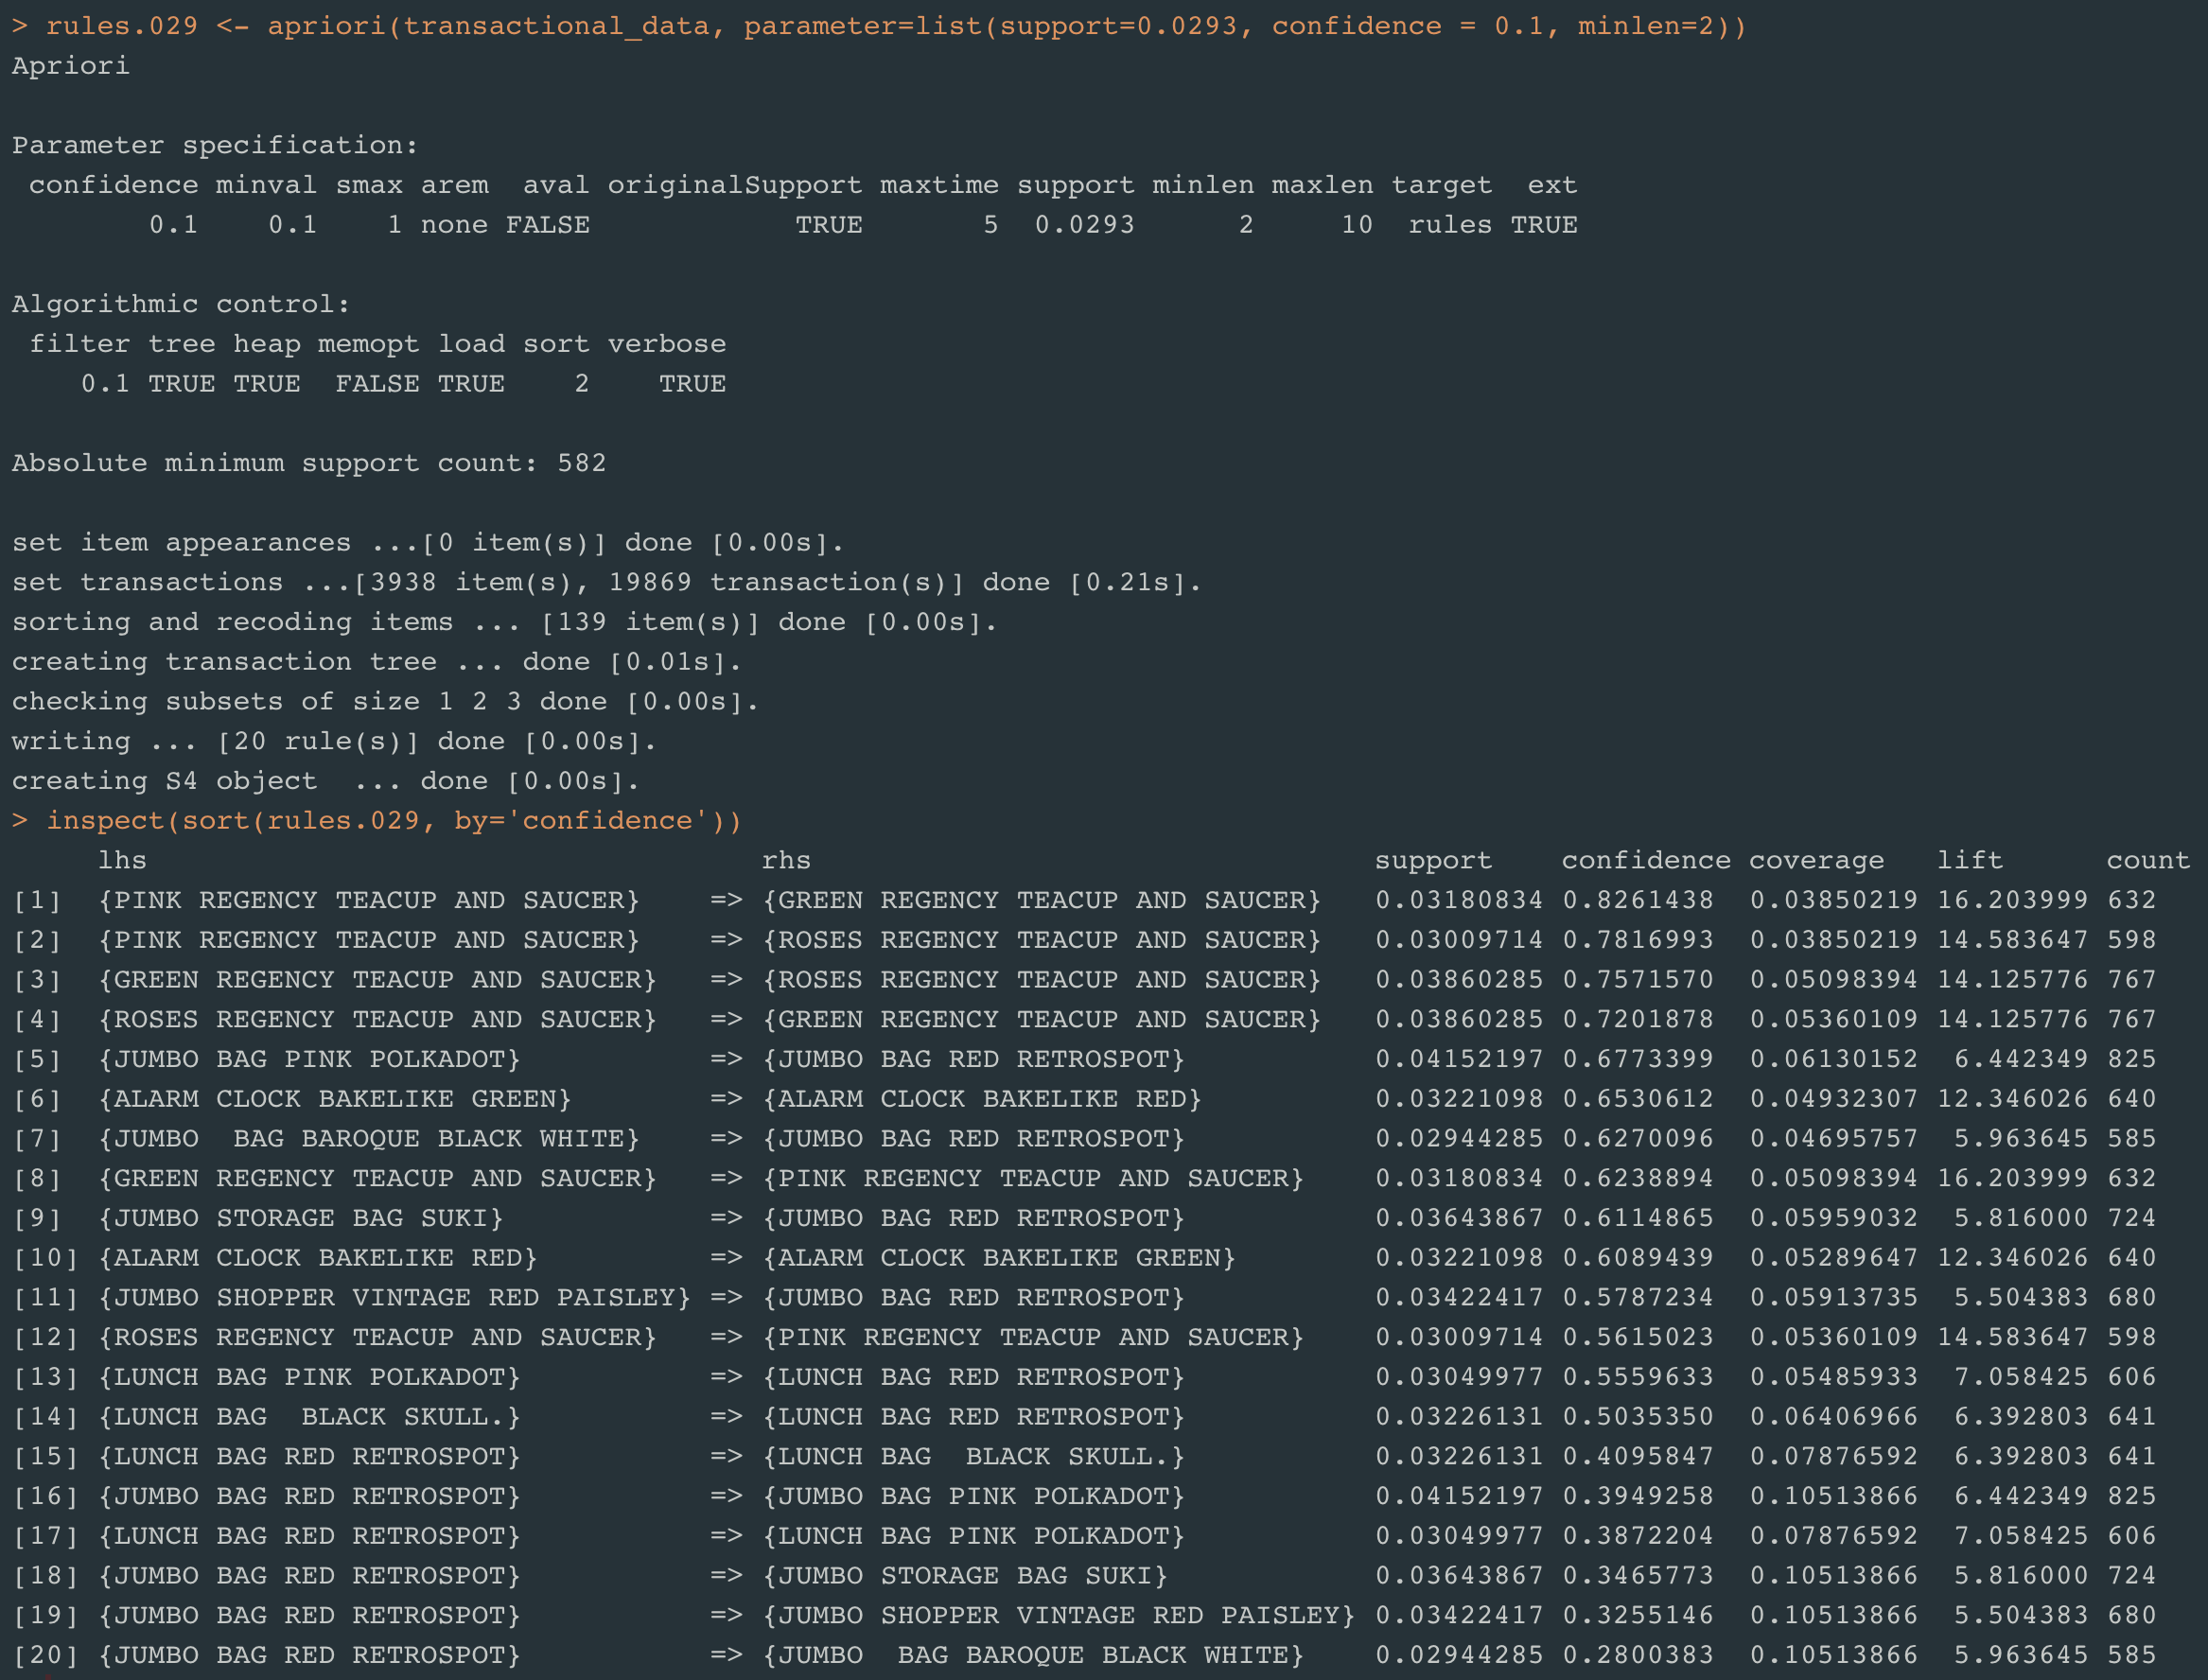 > rules.029 <- apriori(transactional_data, parameter=list(support=0.0293, confidence = 0.1, minlen=2))
Apriori

Parameter specification:
 confidence minval smax arem  aval originalSupport maxtime support minlen maxlen target  ext
        0.1    0.1    1 none FALSE            TRUE       5  0.0293      2     10  rules TRUE

Algorithmic control:
 filter tree heap memopt load sort verbose
    0.1 TRUE TRUE  FALSE TRUE    2    TRUE

Absolute minimum support count: 582

set item appearances ...[0 item(s)] done [0.00s].
set transactions ...[3938 item(s), 19869 transaction(s)] done [0.21s].
sorting and recoding items ... [139 item(s)] done [0.00s].
creating transaction tree ... done [0.01s].
checking subsets of size 1 2 3 done [0.00s].
writing ... [20 rule(s)] done [0.00s].
creating S4 object  ... done [0.00s].
> inspect(sort(rules.029, by='confidence'))
     lhs                                    rhs                                 support    confidence coverage   lift      count
[1]  {PINK REGENCY TEACUP AND SAUCER}    => {GREEN REGENCY TEACUP AND SAUCER}   0.03180834 0.8261438  0.03850219 16.203999 632
[2]  {PINK REGENCY TEACUP AND SAUCER}    => {ROSES REGENCY TEACUP AND SAUCER}   0.03009714 0.7816993  0.03850219 14.583647 598
[3]  {GREEN REGENCY TEACUP AND SAUCER}   => {ROSES REGENCY TEACUP AND SAUCER}   0.03860285 0.7571570  0.05098394 14.125776 767
[4]  {ROSES REGENCY TEACUP AND SAUCER}   => {GREEN REGENCY TEACUP AND SAUCER}   0.03860285 0.7201878  0.05360109 14.125776 767
[5]  {JUMBO BAG PINK POLKADOT}           => {JUMBO BAG RED RETROSPOT}           0.04152197 0.6773399  0.06130152  6.442349 825
[6]  {ALARM CLOCK BAKELIKE GREEN}        => {ALARM CLOCK BAKELIKE RED}          0.03221098 0.6530612  0.04932307 12.346026 640
[7]  {JUMBO  BAG BAROQUE BLACK WHITE}    => {JUMBO BAG RED RETROSPOT}           0.02944285 0.6270096  0.04695757  5.963645 585
[8]  {GREEN REGENCY TEACUP AND SAUCER}   => {PINK REGENCY TEACUP AND SAUCER}    0.03180834 0.6238894  0.05098394 16.203999 632
[9]  {JUMBO STORAGE BAG SUKI}            => {JUMBO BAG RED RETROSPOT}           0.03643867 0.6114865  0.05959032  5.816000 724
[10] {ALARM CLOCK BAKELIKE RED}          => {ALARM CLOCK BAKELIKE GREEN}        0.03221098 0.6089439  0.05289647 12.346026 640
[11] {JUMBO SHOPPER VINTAGE RED PAISLEY} => {JUMBO BAG RED RETROSPOT}           0.03422417 0.5787234  0.05913735  5.504383 680
[12] {ROSES REGENCY TEACUP AND SAUCER}   => {PINK REGENCY TEACUP AND SAUCER}    0.03009714 0.5615023  0.05360109 14.583647 598
[13] {LUNCH BAG PINK POLKADOT}           => {LUNCH BAG RED RETROSPOT}           0.03049977 0.5559633  0.05485933  7.058425 606
[14] {LUNCH BAG  BLACK SKULL.}           => {LUNCH BAG RED RETROSPOT}           0.03226131 0.5035350  0.06406966  6.392803 641
[15] {LUNCH BAG RED RETROSPOT}           => {LUNCH BAG  BLACK SKULL.}           0.03226131 0.4095847  0.07876592  6.392803 641
[16] {JUMBO BAG RED RETROSPOT}           => {JUMBO BAG PINK POLKADOT}           0.04152197 0.3949258  0.10513866  6.442349 825
[17] {LUNCH BAG RED RETROSPOT}           => {LUNCH BAG PINK POLKADOT}           0.03049977 0.3872204  0.07876592  7.058425 606
[18] {JUMBO BAG RED RETROSPOT}           => {JUMBO STORAGE BAG SUKI}            0.03643867 0.3465773  0.10513866  5.816000 724
[19] {JUMBO BAG RED RETROSPOT}           => {JUMBO SHOPPER VINTAGE RED PAISLEY} 0.03422417 0.3255146  0.10513866  5.504383 680
[20] {JUMBO BAG RED RETROSPOT}           => {JUMBO  BAG BAROQUE BLACK WHITE}    0.02944285 0.2800383  0.10513866  5.963645 585